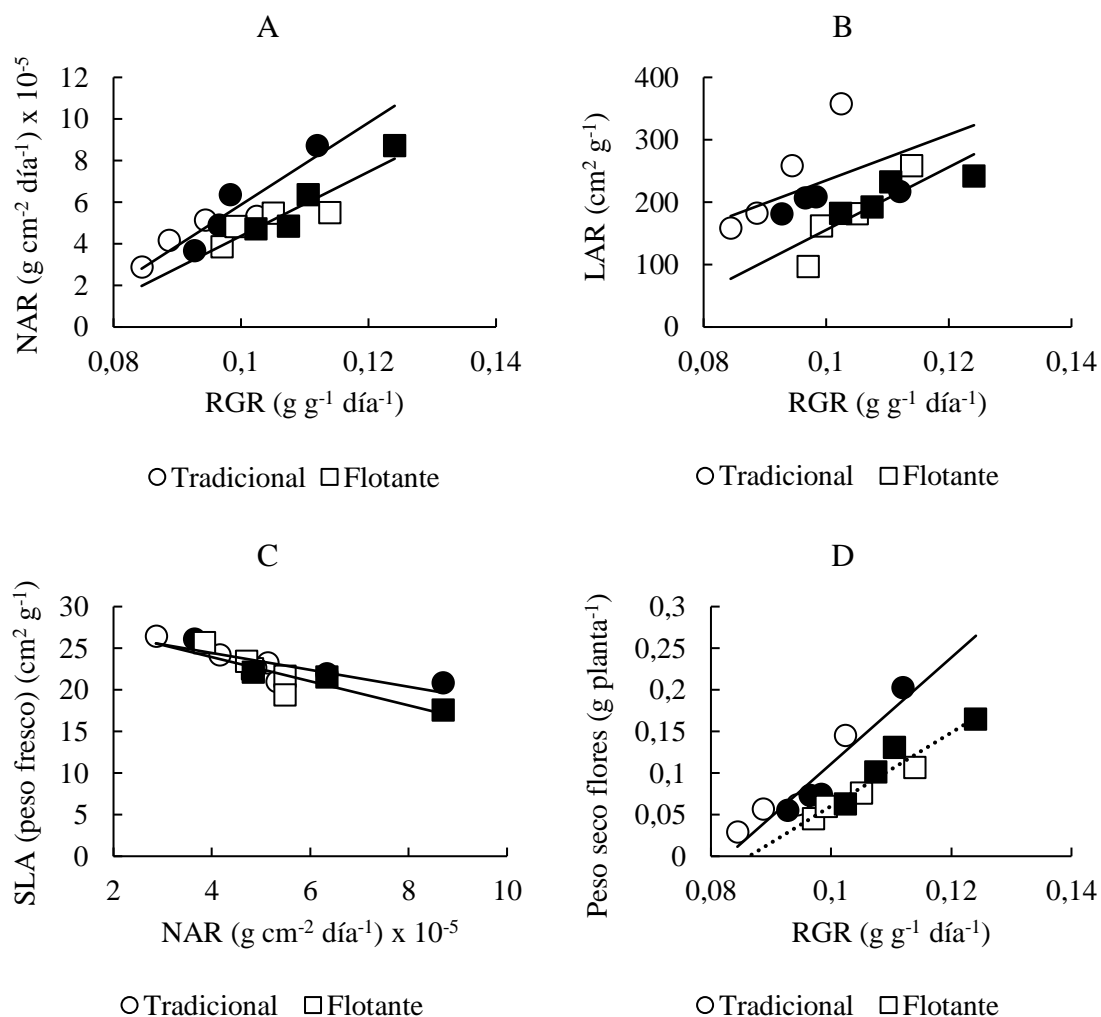 A
NAR (g cm⁻² día⁻¹) x 10⁻⁵
12
10
8
6
4
2
0
0,08 0,1 0,12 0,14
RGR (g g⁻¹ día⁻¹)
Tradicional Flotante
B
LAR (cm² g⁻¹)
400
300
200
100
0
0,08 0,1 0,12 0,14
RGR (g g⁻¹ día⁻¹)
Tradicional Flotante
C
SLA (peso fresco) (cm² g⁻¹)
30
25
20
15
10
5
0
2 4 6 8 10
NAR (g cm⁻² día⁻¹) x 10⁻⁵
Tradicional Flotante
D
Peso seco flores (g planta⁻¹)
0,3
0,25
0,2
0,15
0,1
0,05
0
0,08 0,1 0,12 0,14
RGR (g g⁻¹ día⁻¹)
Tradicional Flotante